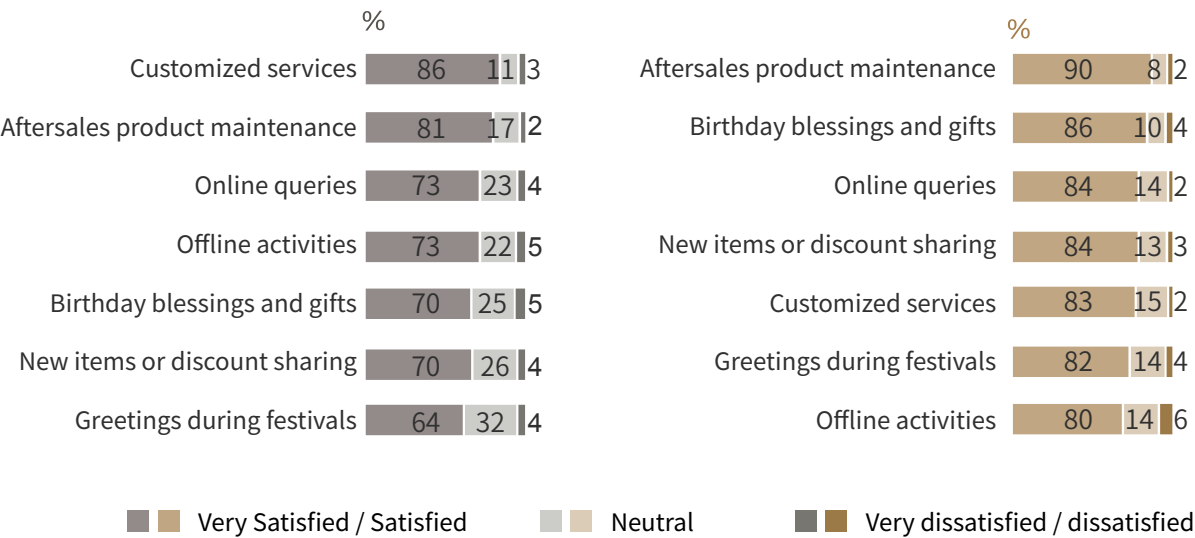 %
Customized services 86 11 3
Aftersales product maintenance 81 17 2
Online queries 73 23 4
Offline activities 73 22 5
Birthday blessings and gifts 70 25 5
New items or discount sharing 70 26 4
Greetings during festivals 64 32 4
%
Aftersales product maintenance 90 8 2
Birthday blessings and gifts 86 10 4
Online queries 84 14 2
New items or discount sharing 84 13 3
Customized services 83 15 2
Greetings during festivals 82 14 4
Offline activities 80 14 6
Very Satisfied / Satisfied Neutral Very dissatisfied / dissatisfied